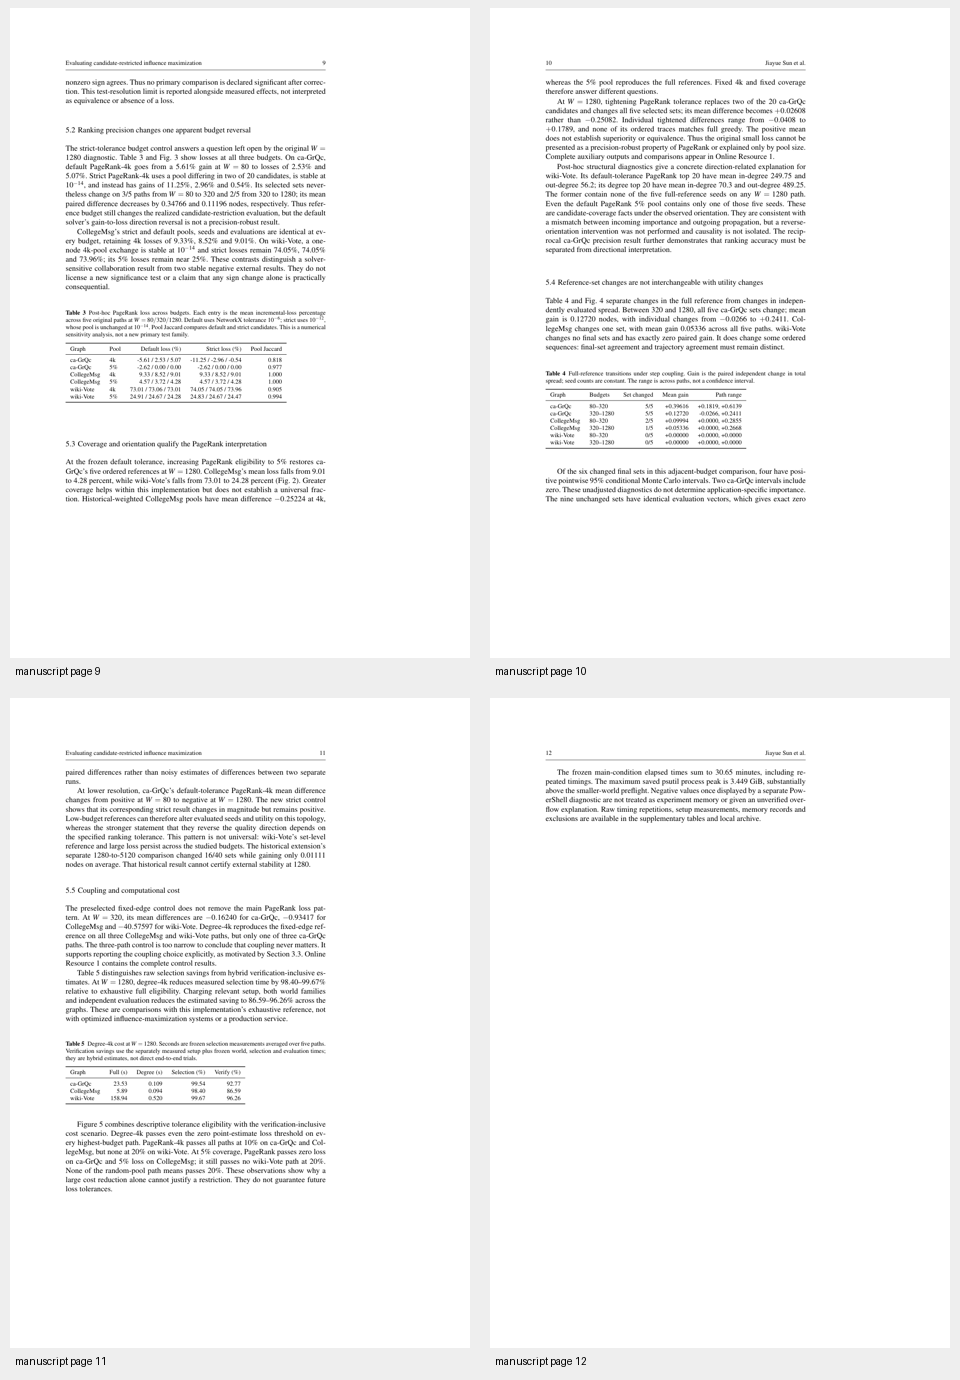 Evaluating candidate-restricted influence maximization 9
nonzero sign agrees. Thus no primary comparison is declared significant after correc-
tion. This test-resolution limit is reported alongside measured effects, not interpreted
as equivalence or absence of a loss.
5.2 Ranking precision changes one apparent budget reversal
The strict-tolerance budget control answers a question left open by the original W =
1280 diagnostic. Table 3 and Fig. 3 show losses at all three budgets. On ca-GrQc,
default PageRank-4k goes from a 5.61% gain at W = 80 to losses of 2.53% and
5.07%. Strict PageRank-4k uses a pool differing in two of 20 candidates, is stable at
10−14, and instead has gains of 11.25%, 2.96% and 0.54%. Its selected sets never-
theless change on 3/5 paths from W = 80 to 320 and 2/5 from 320 to 1280; its mean
paired difference decreases by 0.34766 and 0.11196 nodes, respectively. Thus refer-
ence budget still changes the realized candidate-restriction evaluation, but the default
solver's gain-to-loss direction reversal is not a precision-robust result.
CollegeMsg's strict and default pools, seeds and evaluations are identical at ev-
ery budget, retaining 4k losses of 9.33%, 8.52% and 9.01%. On wiki-Vote, a one-
node 4k-pool exchange is stable at 10−14 and strict losses remain 74.05%, 74.05%
and 73.96%; its 5% losses remain near 25%. These contrasts distinguish a solver-
sensitive collaboration result from two stable negative external results. They do not
license a new significance test or a claim that any sign change alone is practically
consequential.
Table 3 Post-hoc PageRank loss across budgets. Each entry is the mean incremental-loss percentage
across five original paths at W = 80/320/1280. Default uses NetworkX tolerance 10−6; strict uses 10−12,
whose pool is unchanged at 10−14. Pool Jaccard compares default and strict candidates. This is a numerical
sensitivity analysis, not a new primary test family.
Graph Pool Default loss (%) Strict loss (%) Pool Jaccard
ca-GrQc 4k -5.61 / 2.53 / 5.07 -11.25 / -2.96 / -0.54 0.818
ca-GrQc 5% -2.62 / 0.00 / 0.00 -2.62 / 0.00 / 0.00 0.977
CollegeMsg 4k 9.33 / 8.52 / 9.01 9.33 / 8.52 / 9.01 1.000
CollegeMsg 5% 4.57 / 3.72 / 4.28 4.57 / 3.72 / 4.28 1.000
wiki-Vote 4k 73.01 / 73.06 / 73.01 74.05 / 74.05 / 73.96 0.905
wiki-Vote 5% 24.91 / 24.67 / 24.28 24.83 / 24.67 / 24.47 0.994
5.3 Coverage and orientation qualify the PageRank interpretation
At the frozen default tolerance, increasing PageRank eligibility to 5% restores ca-
GrQc's five ordered references at W = 1280. CollegeMsg's mean loss falls from 9.01
to 4.28 percent, while wiki-Vote's falls from 73.01 to 24.28 percent (Fig. 2). Greater
coverage helps within this implementation but does not establish a universal frac-
tion. Historical-weighted CollegeMsg pools have mean difference −0.25224 at 4k,
manuscript page 9
10 Jiayue Sun et al.
whereas the 5% pool reproduces the full references. Fixed 4k and fixed coverage
therefore answer different questions.
At W = 1280, tightening PageRank tolerance replaces two of the 20 ca-GrQc
candidates and changes all five selected sets; its mean difference becomes +0.02608
rather than −0.25082. Individual tightened differences range from −0.0408 to
+0.1789, and none of its ordered traces matches full greedy. The positive mean
does not establish superiority or equivalence. Thus the original small loss cannot be
presented as a precision-robust property of PageRank or explained only by pool size.
Complete auxiliary outputs and comparisons appear in Online Resource 1.
Post-hoc structural diagnostics give a concrete direction-related explanation for
wiki-Vote. Its default-tolerance PageRank top 20 have mean in-degree 249.75 and
out-degree 56.2; its degree top 20 have mean in-degree 70.3 and out-degree 489.25.
The former contain none of the five full-reference seeds on any W = 1280 path.
Even the default PageRank 5% pool contains only one of those five seeds. These
are candidate-coverage facts under the observed orientation. They are consistent with
a mismatch between incoming importance and outgoing propagation, but a reverse-
orientation intervention was not performed and causality is not isolated. The recip-
rocal ca-GrQc precision result further demonstrates that ranking accuracy must be
separated from directional interpretation.
5.4 Reference-set changes are not interchangeable with utility changes
Table 4 and Fig. 4 separate changes in the full reference from changes in indepen-
dently evaluated spread. Between 320 and 1280, all five ca-GrQc sets change; mean
gain is 0.12720 nodes, with individual changes from −0.0266 to +0.2411. Col-
legeMsg changes one set, with mean gain 0.05336 across all five paths. wiki-Vote
changes no final sets and has exactly zero paired gain. It does change some ordered
sequences: final-set agreement and trajectory agreement must remain distinct.
Table 4 Full-reference transitions under step coupling. Gain is the paired independent change in total
spread; seed counts are constant. The range is across paths, not a confidence interval.
Graph Budgets Set changed Mean gain Path range
ca-GrQc 80–320 5/5 +0.39616 +0.1819, +0.6139
ca-GrQc 320–1280 5/5 +0.12720 -0.0266, +0.2411
CollegeMsg 80–320 2/5 +0.09994 +0.0000, +0.2855
CollegeMsg 320–1280 1/5 +0.05336 +0.0000, +0.2668
wiki-Vote 80–320 0/5 +0.00000 +0.0000, +0.0000
wiki-Vote 320–1280 0/5 +0.00000 +0.0000, +0.0000
Of the six changed final sets in this adjacent-budget comparison, four have posi-
tive pointwise 95% conditional Monte Carlo intervals. Two ca-GrQc intervals include
zero. These unadjusted diagnostics do not determine application-specific importance.
The nine unchanged sets have identical evaluation vectors, which gives exact zero
manuscript page 10
Evaluating candidate-restricted influence maximization 11
paired differences rather than noisy estimates of differences between two separate
runs.
At lower resolution, ca-GrQc's default-tolerance PageRank-4k mean difference
changes from positive at W = 80 to negative at W = 1280. The new strict control
shows that its corresponding strict result changes in magnitude but remains positive.
Low-budget references can therefore alter evaluated seeds and utility on this topology,
whereas the stronger statement that they reverse the quality direction depends on
the specified ranking tolerance. This pattern is not universal: wiki-Vote's set-level
reference and large loss persist across the studied budgets. The historical extension's
separate 1280-to-5120 comparison changed 16/40 sets while gaining only 0.01111
nodes on average. That historical result cannot certify external stability at 1280.
5.5 Coupling and computational cost
The preselected fixed-edge control does not remove the main PageRank loss pat-
tern. At W = 320, its mean differences are −0.16240 for ca-GrQc, −0.93417 for
CollegeMsg and −40.57597 for wiki-Vote. Degree-4k reproduces the fixed-edge ref-
erence on all three CollegeMsg and wiki-Vote paths, but only one of three ca-GrQc
paths. The three-path control is too narrow to conclude that coupling never matters. It
supports reporting the coupling choice explicitly, as motivated by Section 3.3. Online
Resource 1 contains the complete control results.
Table 5 distinguishes raw selection savings from hybrid verification-inclusive es-
timates. At W = 1280, degree-4k reduces measured selection time by 98.40–99.67%
relative to exhaustive full eligibility. Charging relevant setup, both world families
and independent evaluation reduces the estimated saving to 86.59–96.26% across the
graphs. These are comparisons with this implementation's exhaustive reference, not
with optimized influence-maximization systems or a production service.
Table 5 Degree-4k cost at W = 1280. Seconds are frozen selection measurements averaged over five paths.
Verification savings use the separately measured setup plus frozen world, selection and evaluation times;
they are hybrid estimates, not direct end-to-end trials.
Graph Full (s) Degree (s) Selection (%) Verify (%)
ca-GrQc 23.53 0.109 99.54 92.77
CollegeMsg 5.89 0.094 98.40 86.59
wiki-Vote 158.94 0.520 99.67 96.26
Figure 5 combines descriptive tolerance eligibility with the verification-inclusive
cost scenario. Degree-4k passes even the zero point-estimate loss threshold on ev-
ery highest-budget path. PageRank-4k passes all paths at 10% on ca-GrQc and Col-
legeMsg, but none at 20% on wiki-Vote. At 5% coverage, PageRank passes zero loss
on ca-GrQc and 5% loss on CollegeMsg; it still passes no wiki-Vote path at 20%.
None of the random-pool path means passes 20%. These observations show why a
large cost reduction alone cannot justify a restriction. They do not guarantee future
loss tolerances.
manuscript page 11
12 Jiayue Sun et al.
The frozen main-condition elapsed times sum to 30.65 minutes, including re-
peated timings. The maximum saved psutil process peak is 3.449 GiB, substantially
above the smaller-world preflight. Negative values once displayed by a separate Pow-
erShell diagnostic are not treated as experiment memory or given an unverified over-
flow explanation. Raw timing repetitions, setup measurements, memory records and
exclusions are available in the supplementary tables and local archive.
manuscript page 12